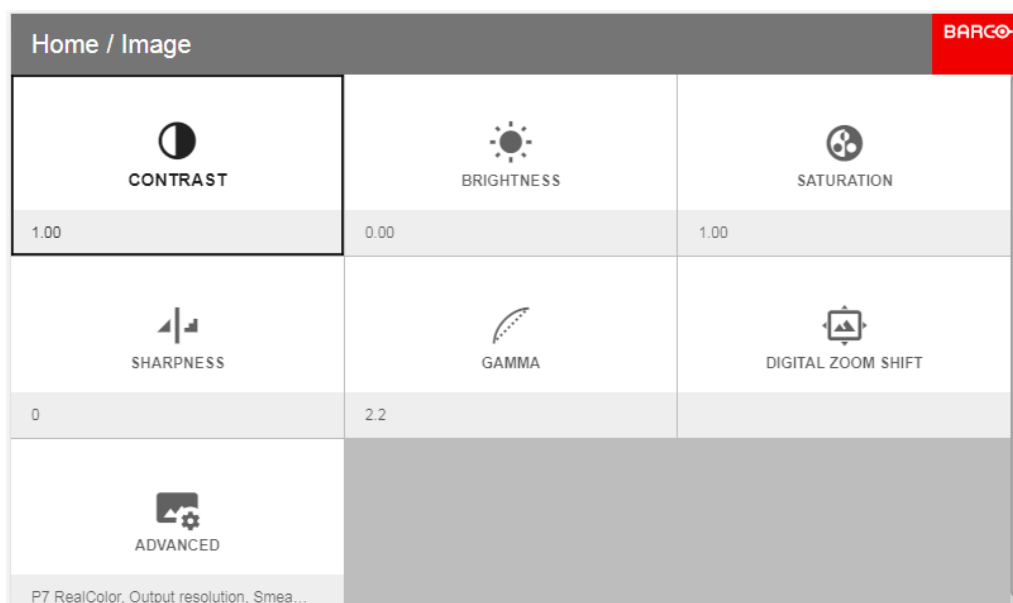 Home / Image
BARCO
CONTRAST
BRIGHTNESS
SATURATION
1.00
0.00
1.00
SHARPNESS
GAMMA
DIGITAL ZOOM SHIFT
0
2.2
ADVANCED
P7 RealColor, Output resolution, Smea...